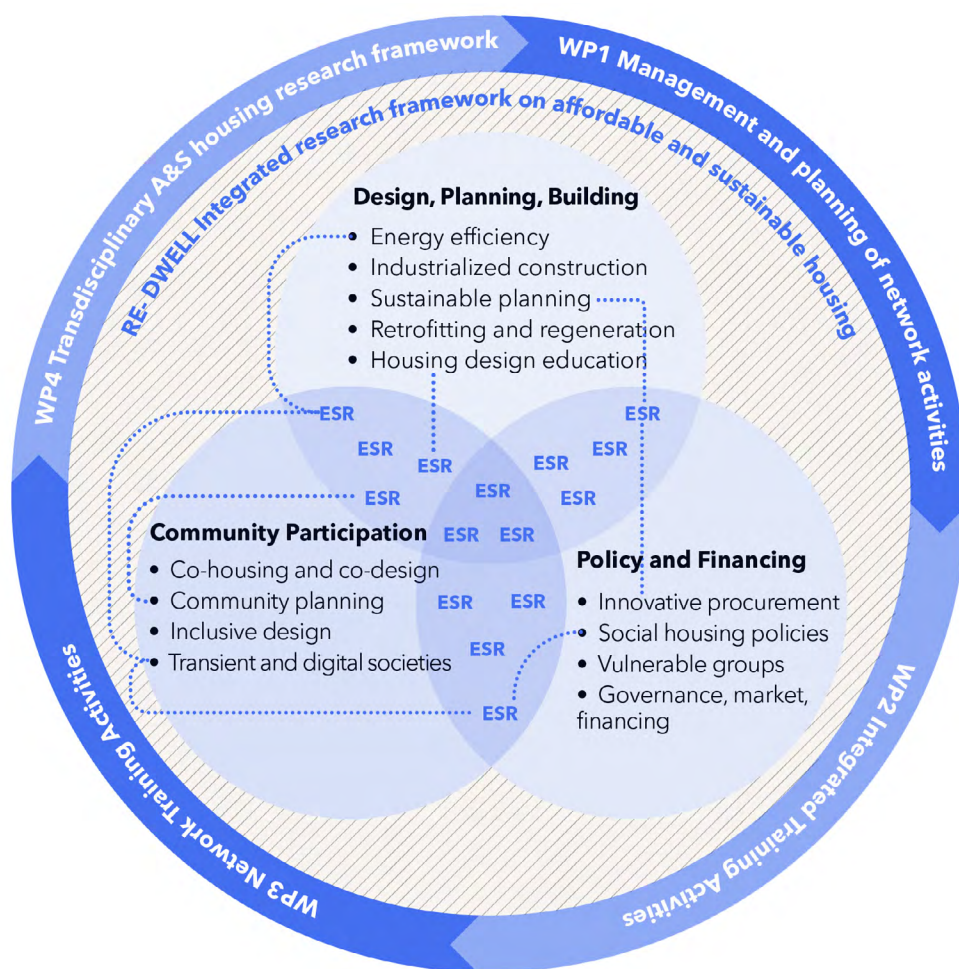 WP4 Transdisciplinary A&S housing research framework
WP1 Management and planning of network activities
RE- DWELL Integrated research framework on affordable and sustainable housing
Design, Planning, Building
• Energy efficiency
• Industrialized construction
• Sustainable planning
• Retrofitting and regeneration
• Housing design education
ESR
ESR
ESR
ESR
ESR
ESR
ESR
ESR
ESR
ESR
ESR
ESR
Community Participation
• Co-housing and co-design
• Community planning
• Inclusive design
• Transient and digital societies
Policy and Financing
• Innovative procurement
• Social housing policies
• Vulnerable groups
• Governance, market,
financing
ESR
ESR
ESR
WP3 Network Training Activities
WP2 Integrated Training Activities